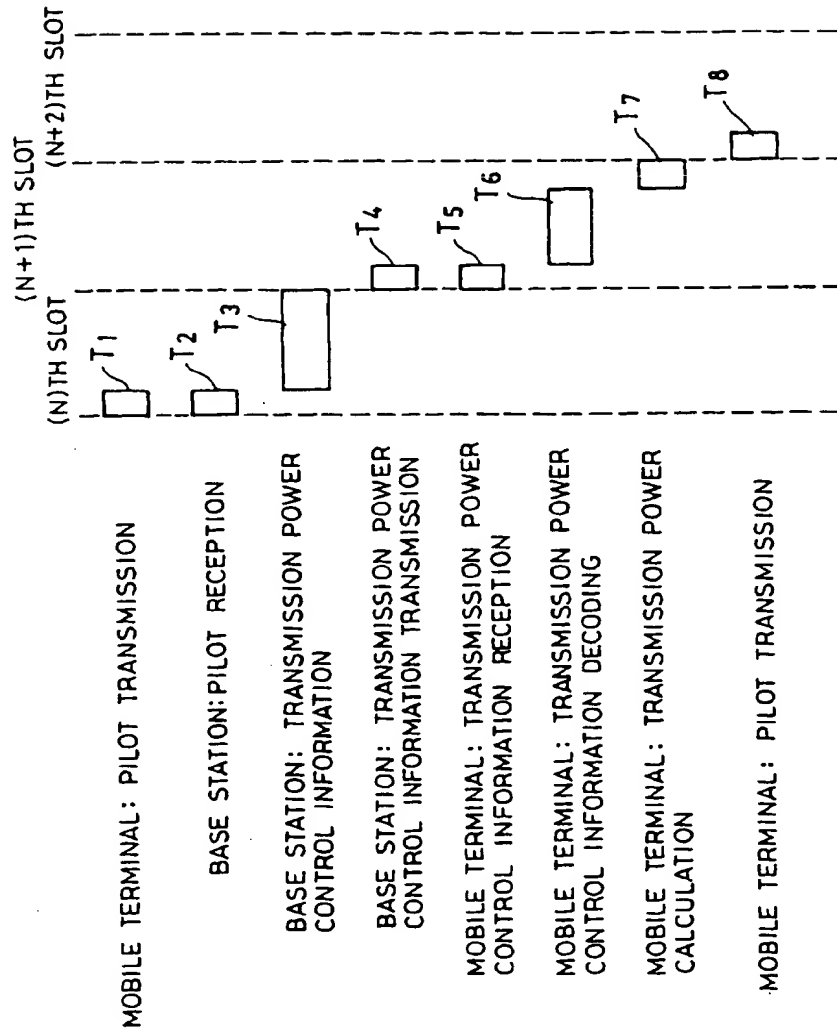 (N)TH SLOT
(N+1)TH SLOT
(N+2)TH SLOT
MOBILE TERMINAL: PILOT TRANSMISSION
T1
BASE STATION:PILOT RECEPTION
T2
BASE STATION: TRANSMISSION POWER
CONTROL INFORMATION
T3
BASE STATION: TRANSMISSION POWER
CONTROL INFORMATION TRANSMISSION
T4
MOBILE TERMINAL: TRANSMISSION POWER
CONTROL INFORMATION RECEPTION
T5
MOBILE TERMINAL: TRANSMISSION POWER
CONTROL INFORMATION DECODING
T6
MOBILE TERMINAL: TRANSMISSION POWER
CALCULATION
T7
MOBILE TERMINAL: PILOT TRANSMISSION
T8